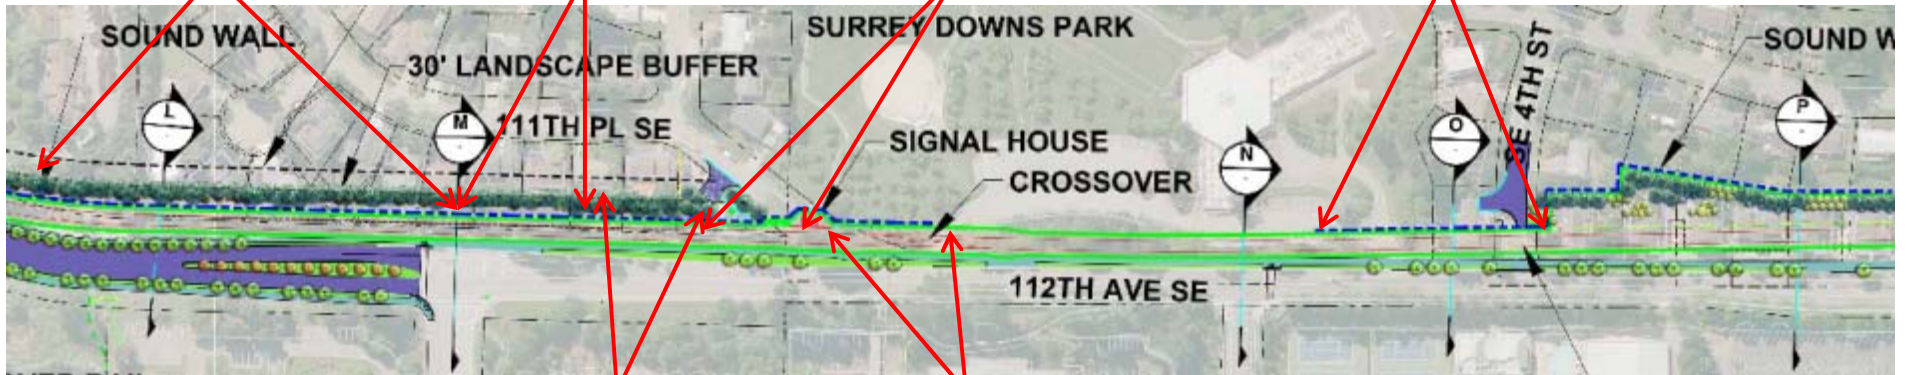 SOUND WALL
30' LANDSCAPE BUFFER
SURREY DOWNS PARK
SE 4TH ST
SOUND W
L
M
111TH PL SE
SIGNAL HOUSE
CROSSOVER
N
O
P
112TH AVE SE